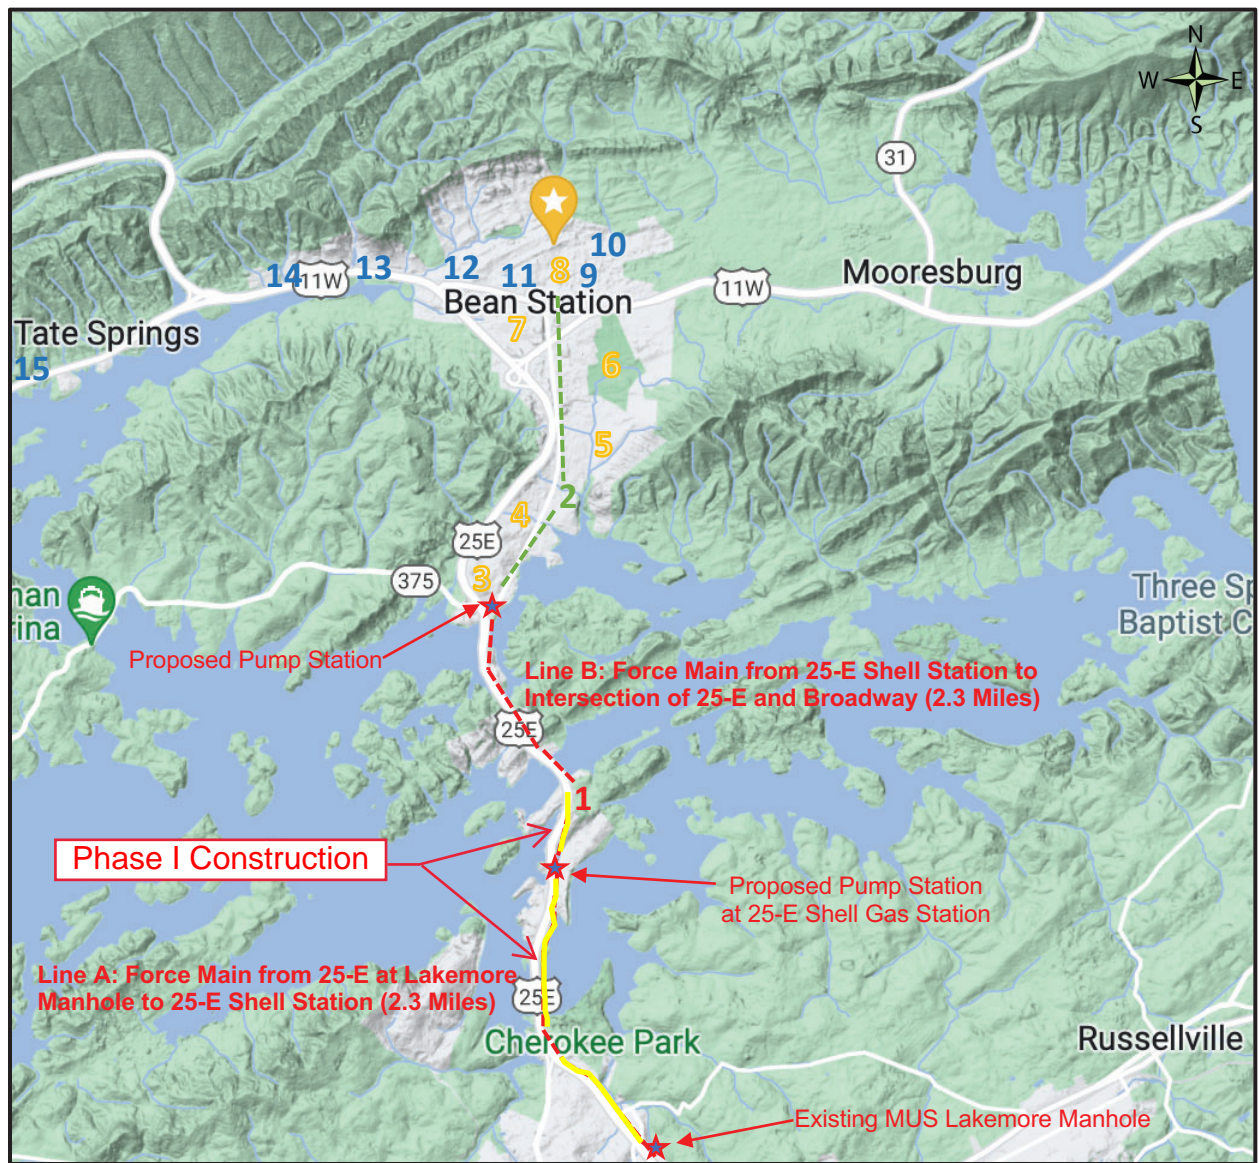 N
W
E
S
31
10
14
11W
13
12
11
8
9
11W
Mooresburg
Bean Station
Tate Springs
7
15
6
5
2
4
25E
3
375
Three Sp
Baptist C
nan
rina
Proposed Pump Station
Line B: Force Main from 25-E Shell Station to
Intersection of 25-E and Broadway (2.3 Miles)
25E
1
Phase I Construction
Proposed Pump Station
at 25-E Shell Gas Station
Line A: Force Main from 25-E at Lakemore
Manhole to 25-E Shell Station (2.3 Miles)
25E
Cherokee Park
Russellville
Existing MUS Lakemore Manhole